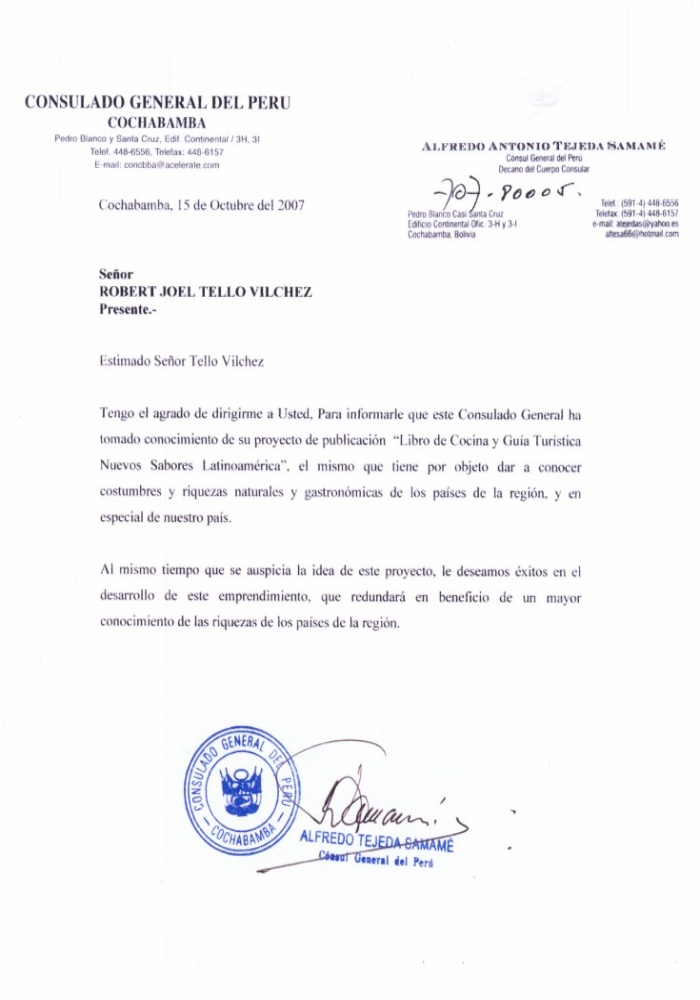 CONSULADO GENERAL DEL PERU
COCHABAMBA
Pedro Blanco y Santa Cruz, Edif. Continental / 3H, 3I
Telef. 448-6556, Telefax: 448-6157
E-mail: concbba@acelerate.com
ALFREDO ANTONIO TEJEDA SAMAMÉ
Cónsul General del Perú
Decano del Cuerpo Consular
707-80005.
Pedro Blanco Casi Santa Cruz
Edificio Continental Ofic. 3-H y 3-I
Cochabamba. Bolivia
Telef.: (591-4) 448-6556
Telefax: (591-4) 448-6157
e-mail: atejedas@yahoo.es
altesa66@hotmail.com
Cochabamba, 15 de Octubre del 2007
Señor
ROBERT JOEL TELLO VILCHEZ
Presente.-
Estimado Señor Tello Vilchez
Tengo el agrado de dirigirme a Usted, Para informarle que este Consulado General ha
tomado conocimiento de su proyecto de publicación “Libro de Cocina y Guía Turística
Nuevos Sabores Latinoamérica”, el mismo que tiene por objeto dar a conocer
costumbres y riquezas naturales y gastronómicas de los países de la región, y en
especial de nuestro país.
Al mismo tiempo que se auspicia la idea de este proyecto, le deseamos éxitos en el
desarrollo de este emprendimiento, que redundará en beneficio de un mayor
conocimiento de las riquezas de los países de la región.
CONSULADO GENERAL DEL PERU
COCHABAMBA
ALFREDO TEJEDA SAMAMÉ
Cónsul General del Perú